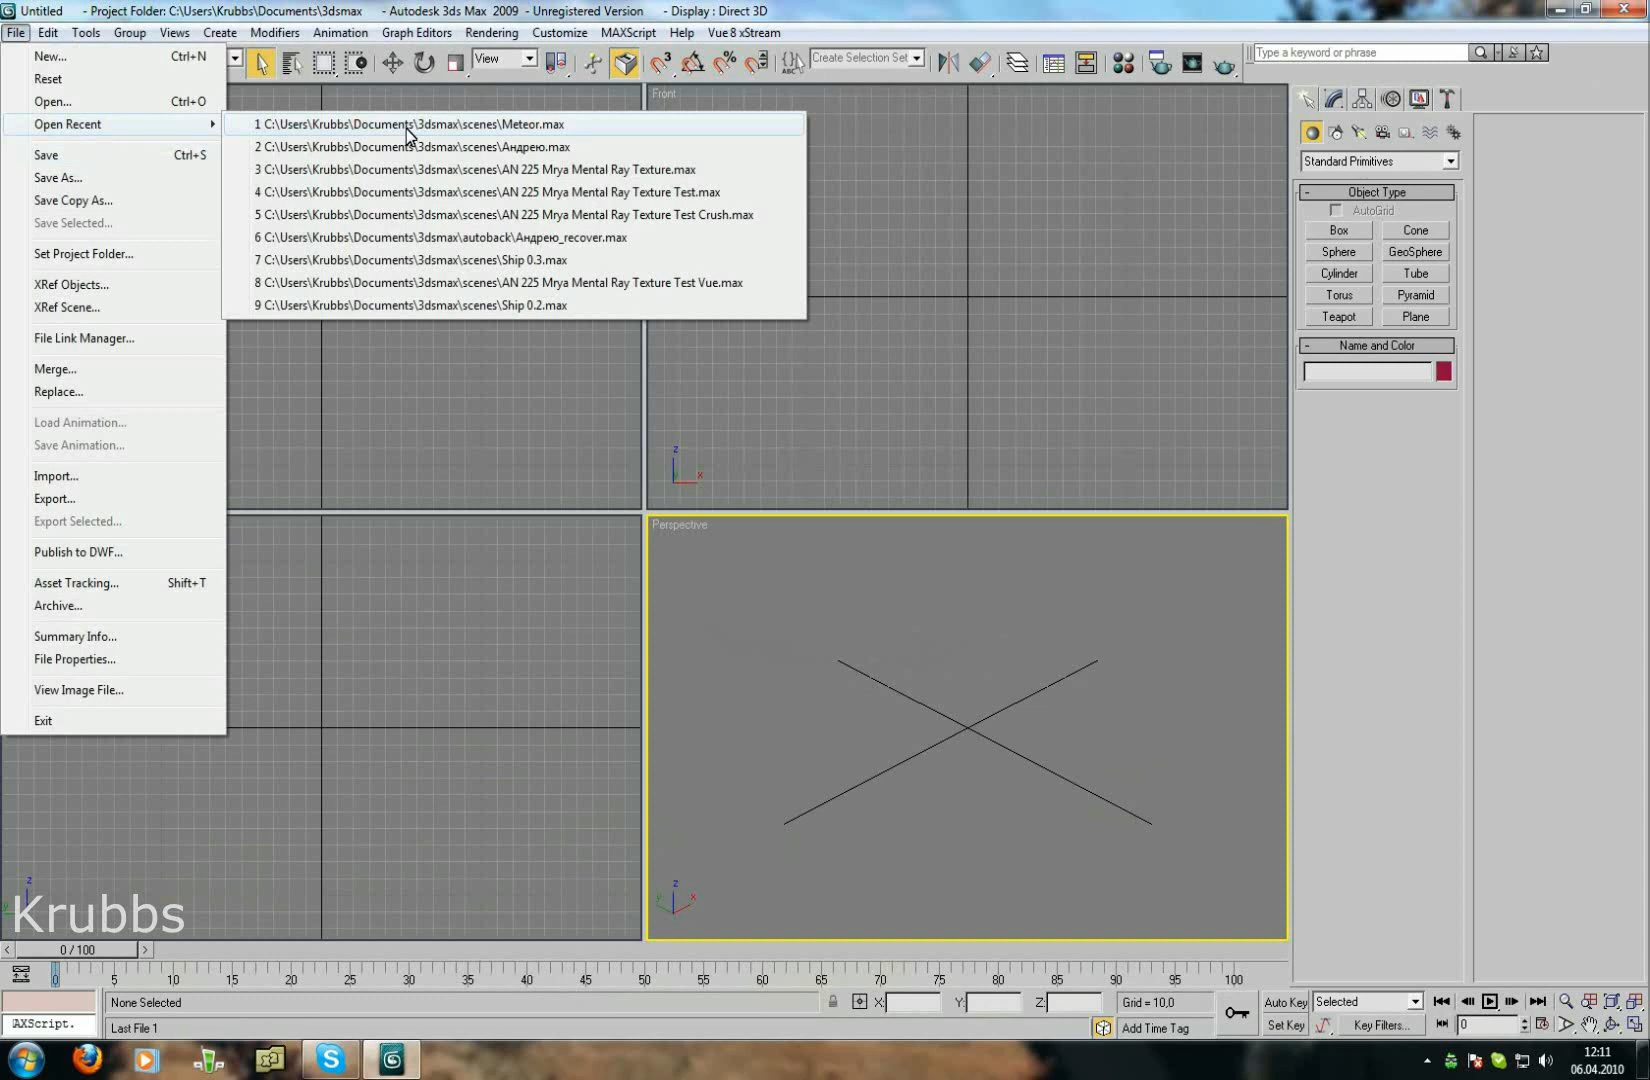 Untitled - Project Folder: C:\Users\Krubbs\Documents\3dsmax - Autodesk 3ds Max 2009 - Unregistered Version - Display : Direct 3D
File Edit Tools Group Views Create Modifiers Animation Graph Editors Rendering Customize MAXScript Help Vue 8 xStream
New... Ctrl+N
Reset
Open... Ctrl+O
Open Recent
Save Ctrl+S
Save As...
Save Copy As...
Save Selected...
Set Project Folder...
XRef Objects...
XRef Scene...
File Link Manager...
Merge...
Replace...
Load Animation...
Save Animation...
Import...
Export...
Export Selected...
Publish to DWF...
Asset Tracking... Shift+T
Archive...
Summary Info...
File Properties...
View Image File...
Exit
View
3
ABC
Create Selection Set
Type a keyword or phrase
1 C:\Users\Krubbs\Documents\3dsmax\scenes\Meteor.max
2 C:\Users\Krubbs\Documents\3dsmax\scenes\Андрею.max
3 C:\Users\Krubbs\Documents\3dsmax\scenes\AN 225 Mrya Mental Ray Texture.max
4 C:\Users\Krubbs\Documents\3dsmax\scenes\AN 225 Mrya Mental Ray Texture Test.max
5 C:\Users\Krubbs\Documents\3dsmax\scenes\AN 225 Mrya Mental Ray Texture Test Crush.max
6 C:\Users\Krubbs\Documents\3dsmax\autoback\Андрею_recover.max
7 C:\Users\Krubbs\Documents\3dsmax\scenes\Ship 0.3.max
8 C:\Users\Krubbs\Documents\3dsmax\scenes\AN 225 Mrya Mental Ray Texture Test Vue.max
9 C:\Users\Krubbs\Documents\3dsmax\scenes\Ship 0.2.max
Front
z
x
Perspective
z
y
x
z
y
Krubbs
Standard Primitives
- Object Type
AutoGrid
Box Cone
Sphere GeoSphere
Cylinder Tube
Torus Pyramid
Teapot Plane
- Name and Color
< 0 / 100 >
5 10 15 20 25 30 35 40 45 50 55 60 65 70 75 80 85 90 95 100
None Selected X: Y: Z: Grid = 10,0 Auto Key Selected
AXScript. Last File 1 Add Time Tag Set Key Key Filters... 0
12:11
06.04.2010